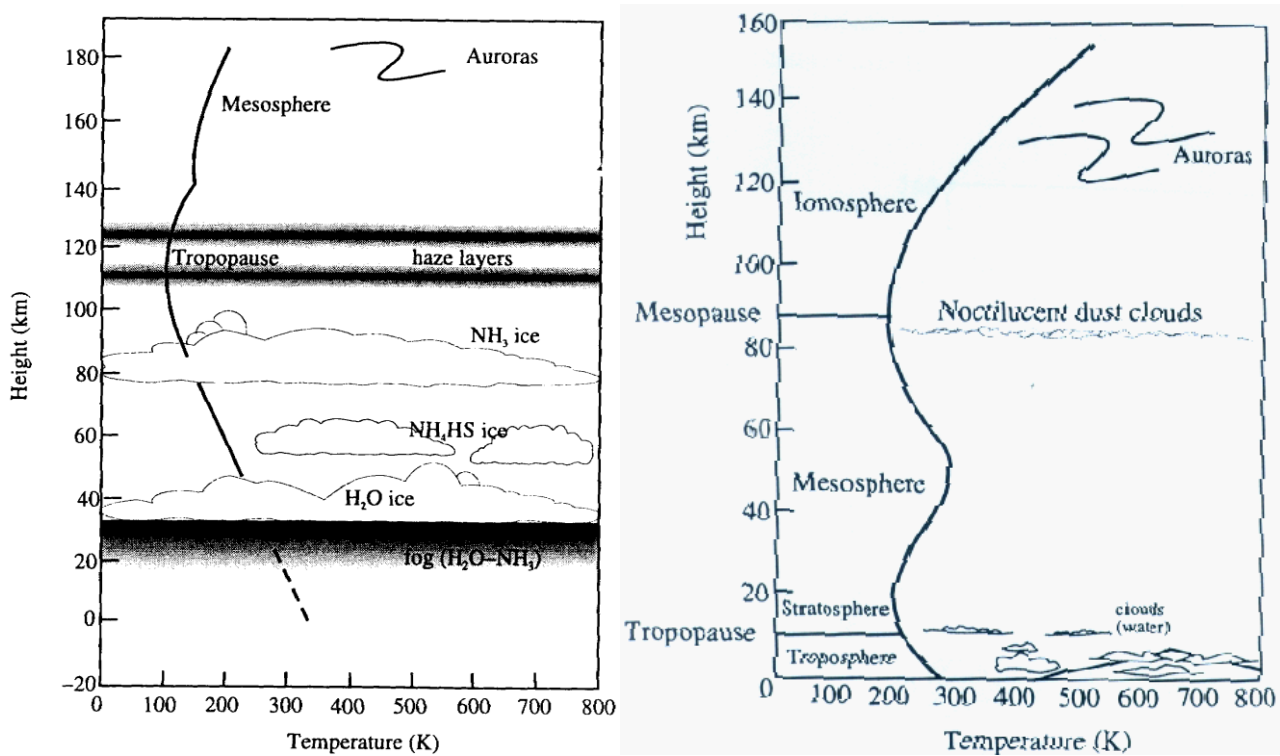 180
160
140
120
100
80
60
40
20
0
−20
Height (km)
Auroras
Mesosphere
Tropopause
haze layers
NH₃ ice
NH₄HS ice
H₂O ice
fog (H₂O–NH₃)
0 100 200 300 400 500 600 700 800
Temperature (K)
160
140
120
100
80
60
40
20
0
Height (km)
Auroras
Ionosphere
Mesopause
Noctilucent dust clouds
Mesosphere
Stratosphere
clouds
(water)
Tropopause
Troposphere
100 200 300 400 500 600 700 800
Temperature (K)